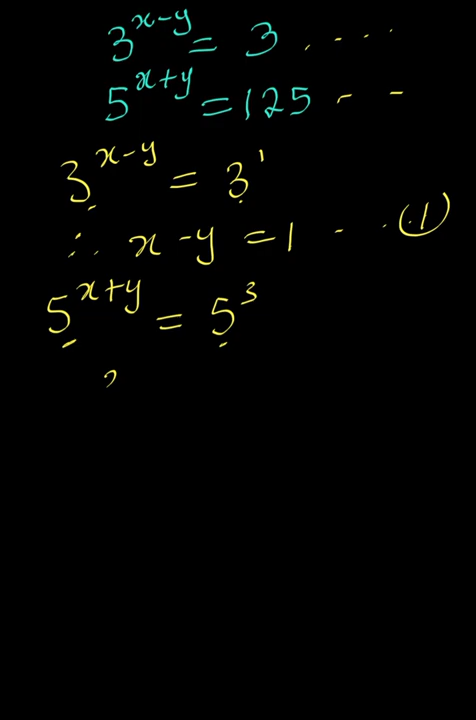 3^{x-y} = 3 . . . . .
5^{x+y} = 125 - -
3^{x-y} = 3^1
∴ x - y = 1 - . . (1)
5^{x+y} = 5^3